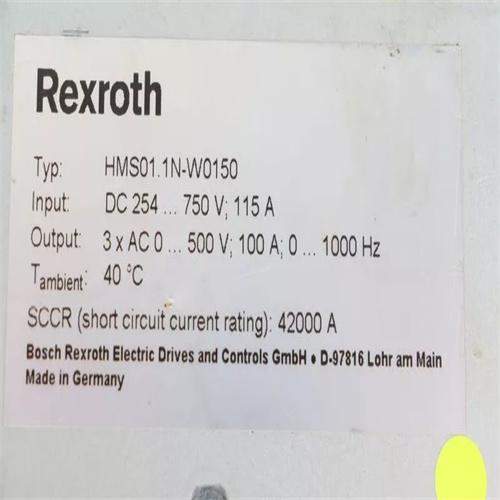 Rexroth
Typ: HMS01.1N-W0150
Input: DC 254 ... 750 V; 115 A
Output: 3 x AC 0 ... 500 V; 100 A; 0 ... 1000 Hz
Tambient: 40 °C
SCCR (short circuit current rating): 42000 A
Bosch Rexroth Electric Drives and Controls GmbH • D-97816 Lohr am Main
Made in Germany